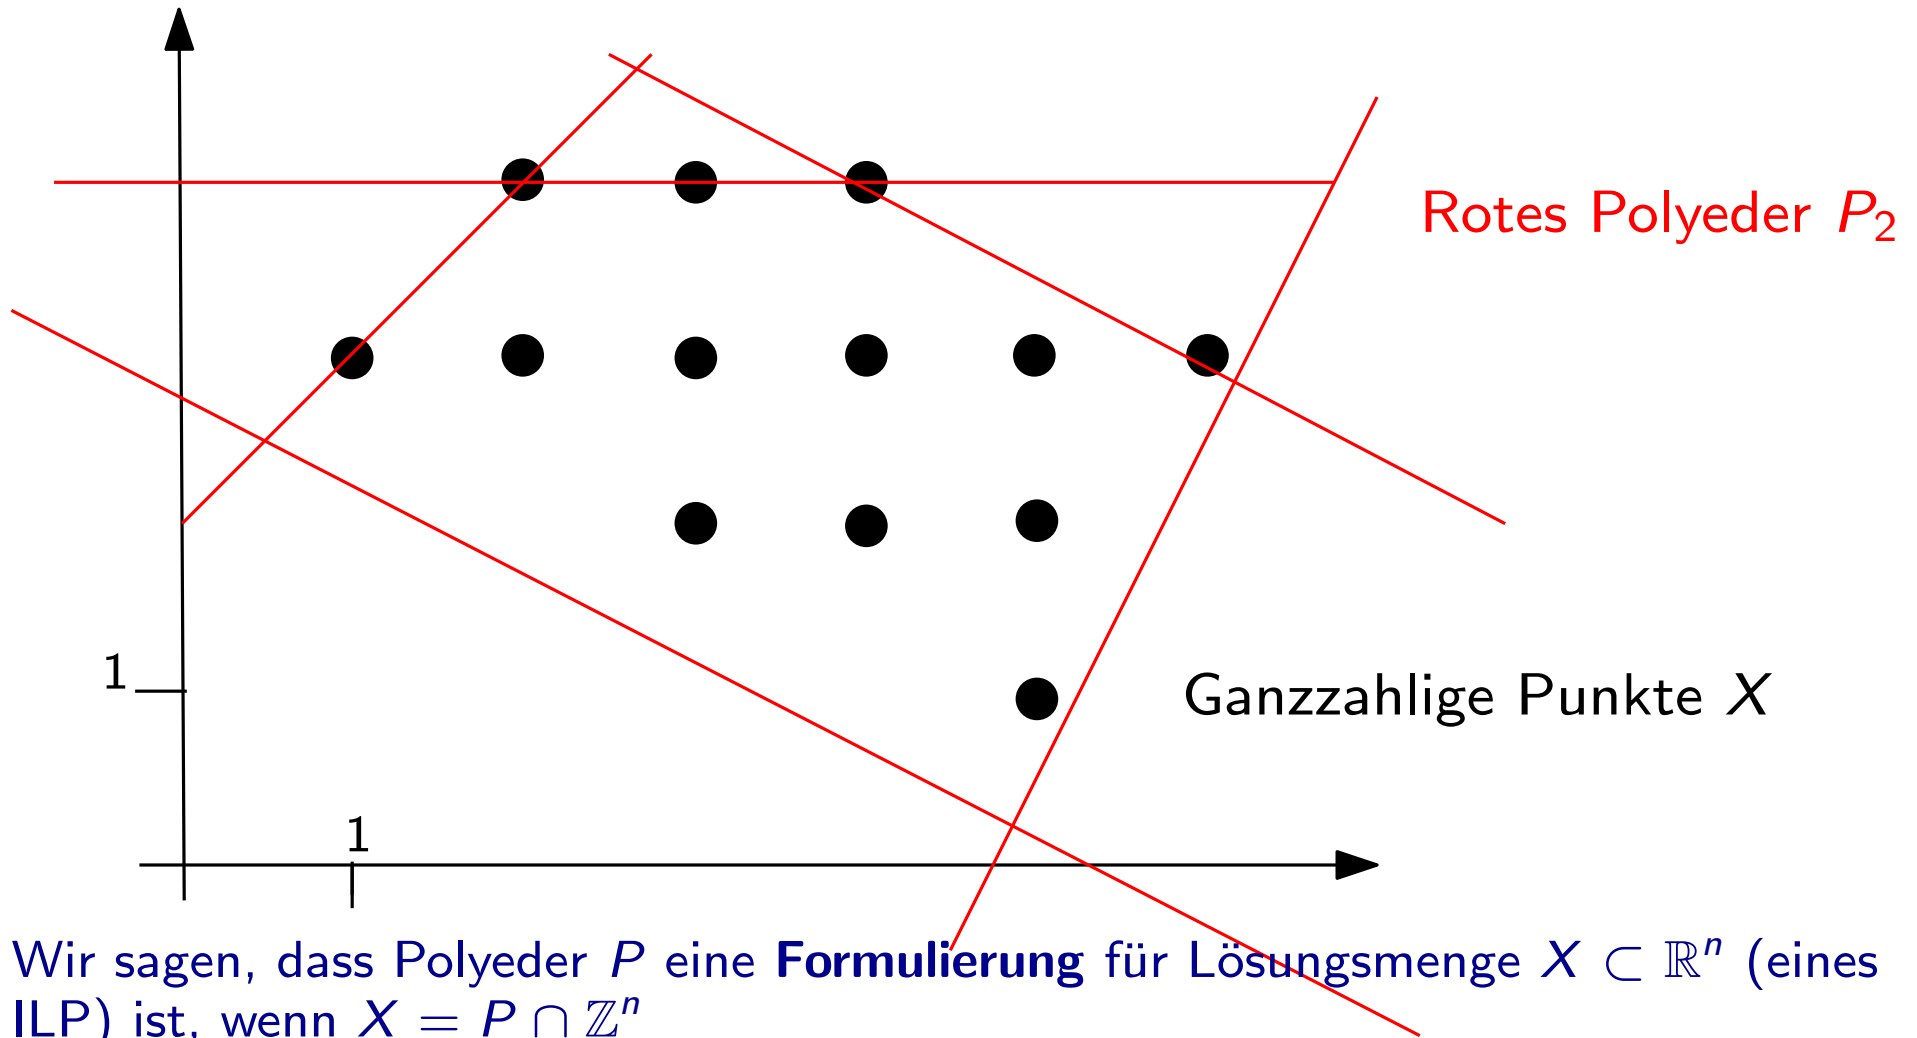 Rotes Polyeder P₂
1
Ganzzahlige Punkte X
1
Wir sagen, dass Polyeder P eine Formulierung für Lösungsmenge X ⊂ ℝⁿ (eines
ILP) ist, wenn X = P ∩ ℤⁿ